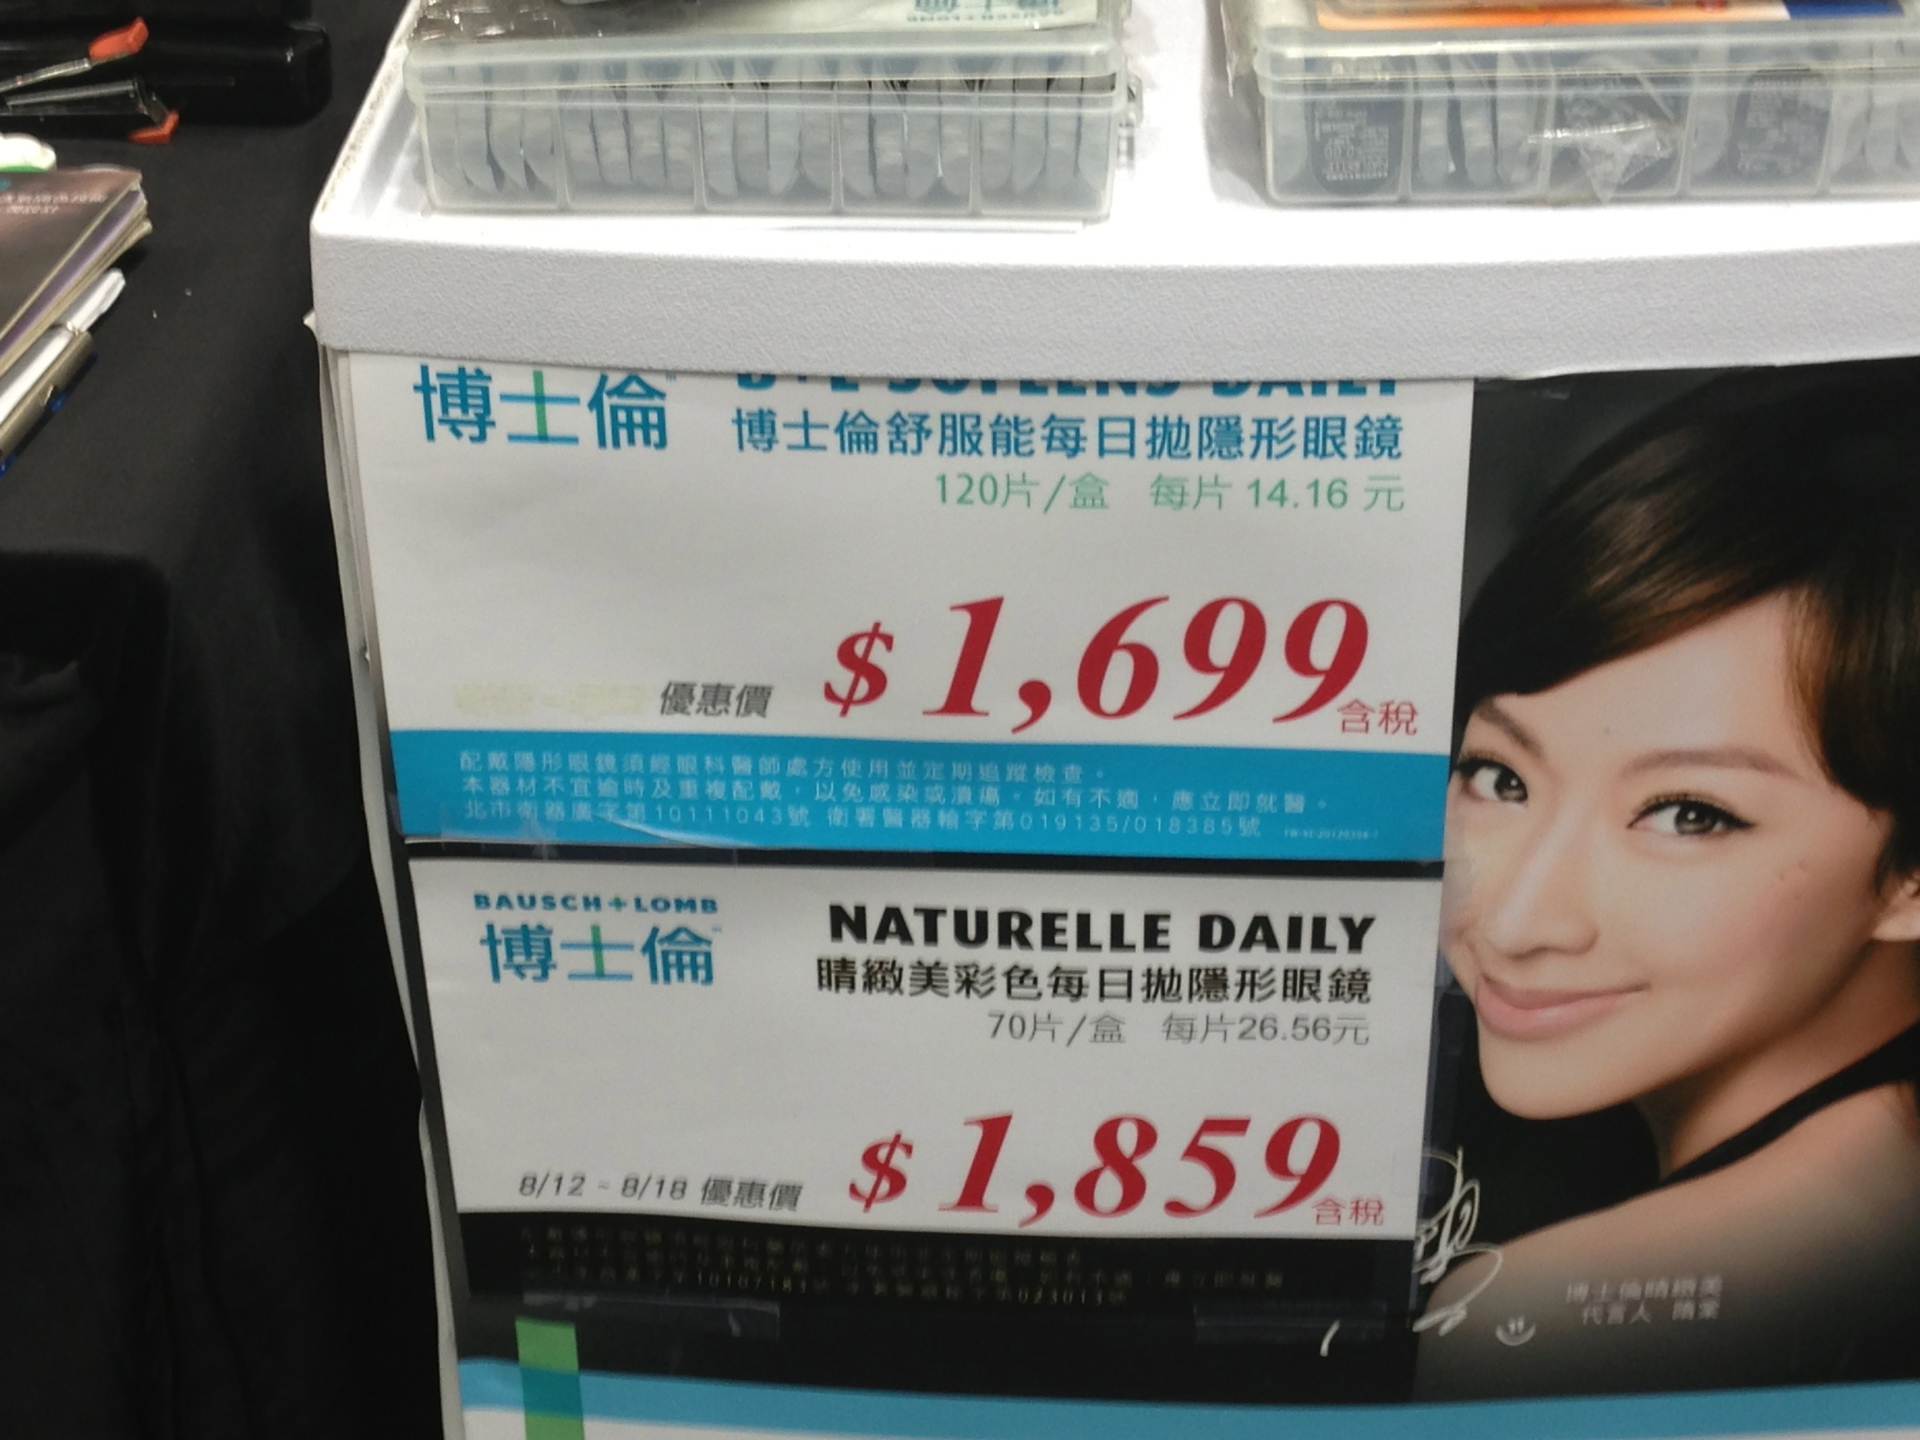 博士倫
B+L SOFLENS DAILY
博士倫舒服能每日拋隱形眼鏡
120片/盒 每片 14.16 元
優惠價 $1,699 含稅
配戴隱形眼鏡須經眼科醫師處方使用並定期追蹤檢查。
本器材不宜逾時及重複配戴，以免感染或潰瘍。如有不適，應立即就醫。
北市衛器廣字第10111043號 衛署醫器輸字第019135/018385號
BAUSCH+LOMB
博士倫
NATURELLE DAILY
睛緻美彩色每日拋隱形眼鏡
70片/盒 每片26.56元
8/12 - 8/18 優惠價 $1,859 含稅
博士倫睛緻美
代言人